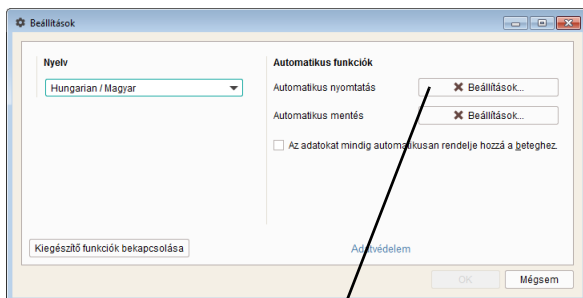 Beállítások
Nyelv
Hungarian / Magyar
Automatikus funkciók
Automatikus nyomtatás
Beállítások...
Automatikus mentés
Beállítások...
Az adatokat mindig automatikusan rendelje hozzá a beteghez.
Kiegészítő funkciók bekapcsolása
Adatvédelem
OK
Mégsem